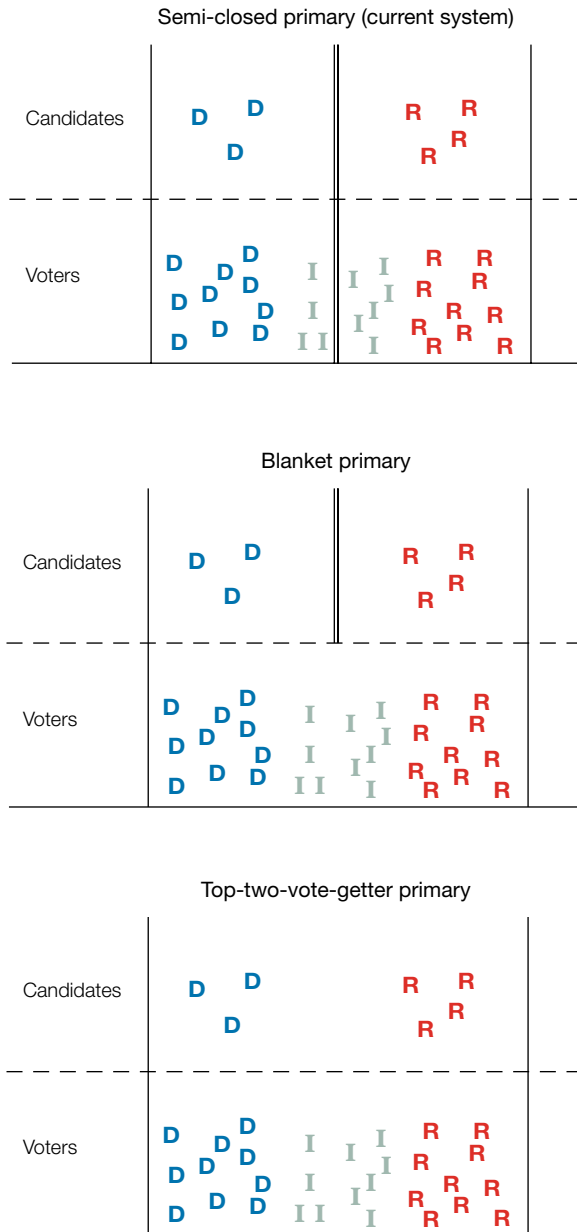 Semi-closed primary (current system)
D D R R
Candidates R
D R
D D I R R
Voters D D I I R
D D I R
D I I R R
D D I R R
D I I I R R
Blanket primary
D D R R
Candidates R
D R
D D I R R
Voters D D I I R
D D I R
D I I R R
D D I R R
D I I I R R
Top-two-vote-getter primary
D D R R
Candidates R
D R
D D I R R
Voters D D I I R
D D I R
D I I R R
D D I R R
D I I I R R